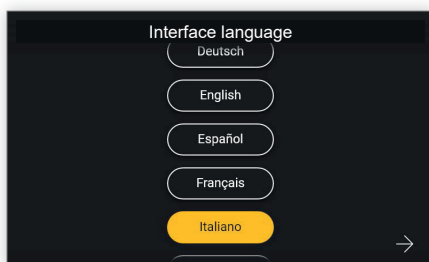 Interface language
Deutsch
English
Español
Français
Italiano